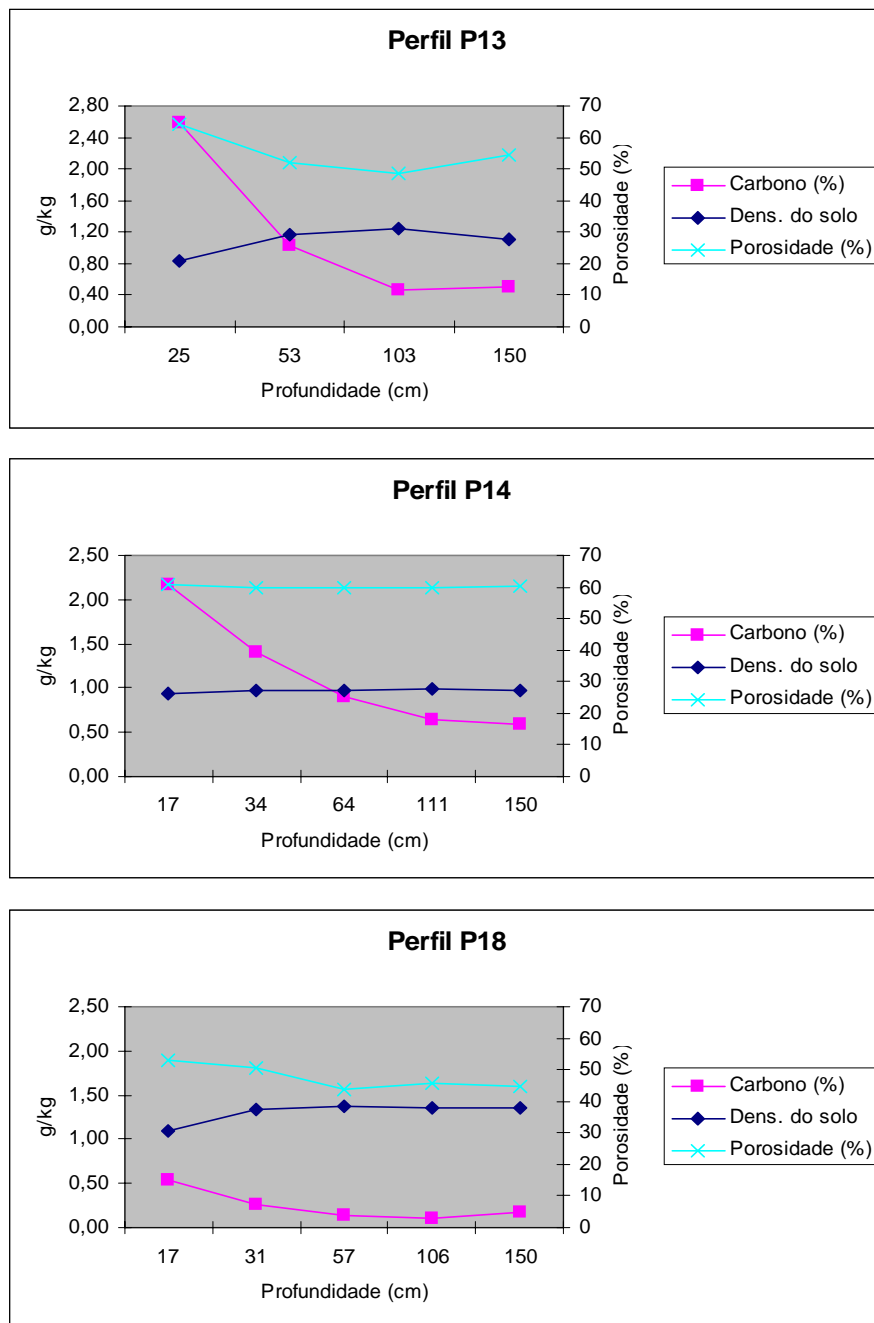 Perfil P13
2,80
2,40
2,00
1,60
1,20
0,80
0,40
0,00
g/kg
70
60
50
40
30
20
10
0
Porosidade (%)
25 53 103 150
Profundidade (cm)
Carbono (%)
Dens. do solo
Porosidade (%)
Perfil P14
2,50
2,00
1,50
1,00
0,50
0,00
g/kg
70
60
50
40
30
20
10
0
Porosidade (%)
17 34 64 111 150
Profundidade (cm)
Carbono (%)
Dens. do solo
Porosidade (%)
Perfil P18
2,50
2,00
1,50
1,00
0,50
0,00
g/kg
70
60
50
40
30
20
10
0
Porosidade (%)
17 31 57 106 150
Profundidade (cm)
Carbono (%)
Dens. do solo
Porosidade (%)